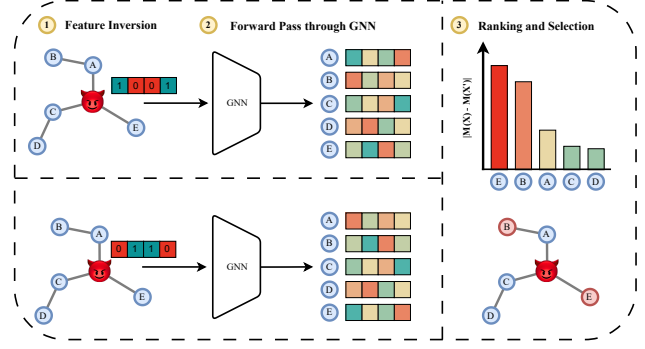 1 Feature Inversion
2 Forward Pass through GNN
3 Ranking and Selection
B
A
1 0 0 1
C
E
D
GNN
A
B
C
D
E
|M(X) - M(X')|
E B A C D
B
A
0 1 1 0
C
E
D
GNN
A
B
C
D
E
B
A
C
E
D